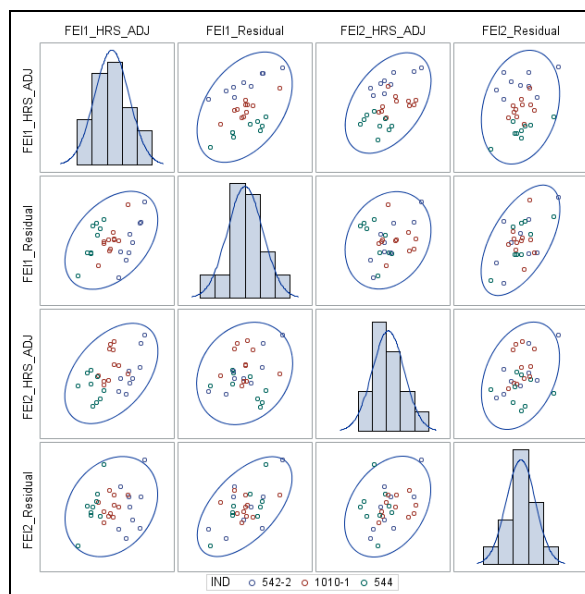 FEI1_HRS_ADJ FEI1_Residual FEI2_HRS_ADJ FEI2_Residual
FEI1_HRS_ADJ
FEI1_Residual
FEI2_HRS_ADJ
FEI2_Residual
IND 542-2 1010-1 544